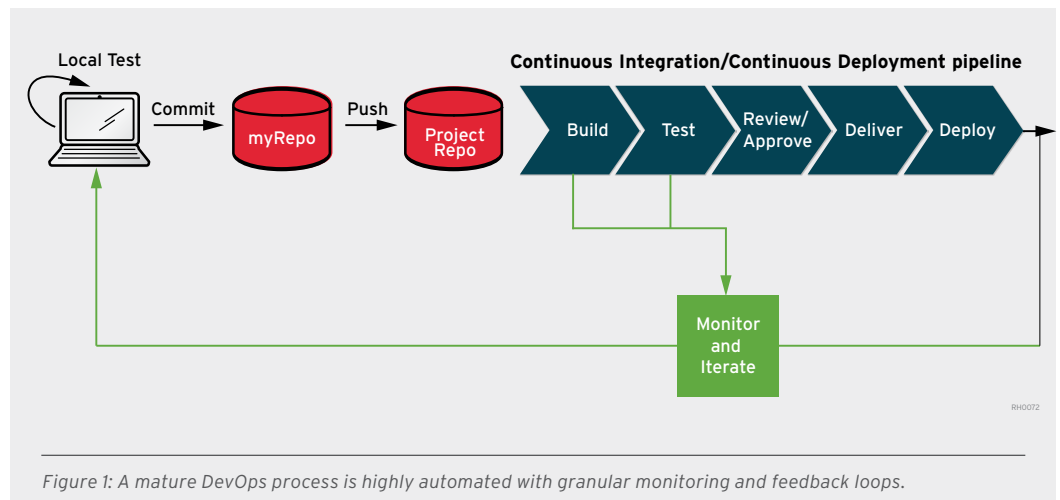 Local Test
Commit
myRepo
Push
Project
Repo
Continuous Integration/Continuous Deployment pipeline
Build
Test
Review/
Approve
Deliver
Deploy
Monitor
and
Iterate
RH0072
Figure 1: A mature DevOps process is highly automated with granular monitoring and feedback loops.